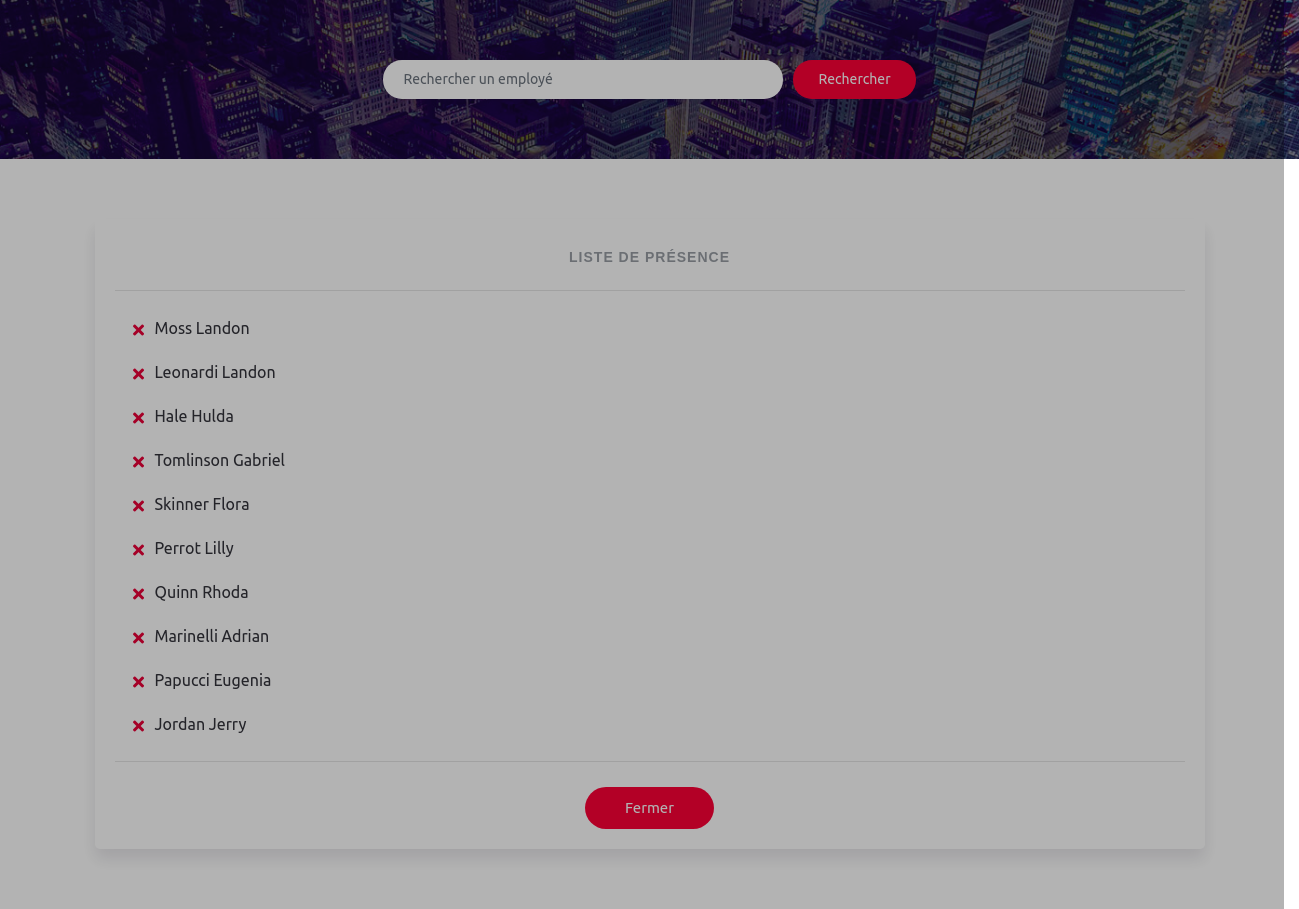 Rechercher un employé
Rechercher
LISTE DE PRÉSENCE
Moss Landon
Leonardi Landon
Hale Hulda
Tomlinson Gabriel
Skinner Flora
Perrot Lilly
Quinn Rhoda
Marinelli Adrian
Papucci Eugenia
Jordan Jerry
Fermer